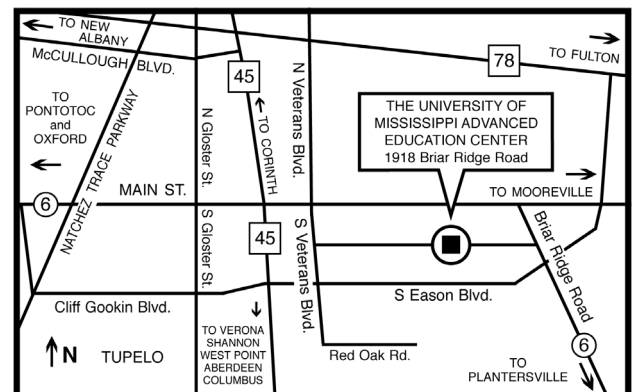 TO NEW
ALBANY
McCULLOUGH BLVD.
TO
PONTOTOC
and
OXFORD
NATCHEZ TRACE PARKWAY
N Gloster St.
45
TO CORINTH
N Veterans Blvd.
78
TO FULTON
THE UNIVERSITY OF
MISSISSIPPI ADVANCED
EDUCATION CENTER
1918 Briar Ridge Road
6
MAIN ST.
TO MOOREVILLE
S Gloster St.
45
S Veterans Blvd.
Briar Ridge Road
Cliff Gookin Blvd.
S Eason Blvd.
N
TUPELO
TO VERONA
SHANNON
WEST POINT
ABERDEEN
COLUMBUS
Red Oak Rd.
6
TO
PLANTERSVILLE